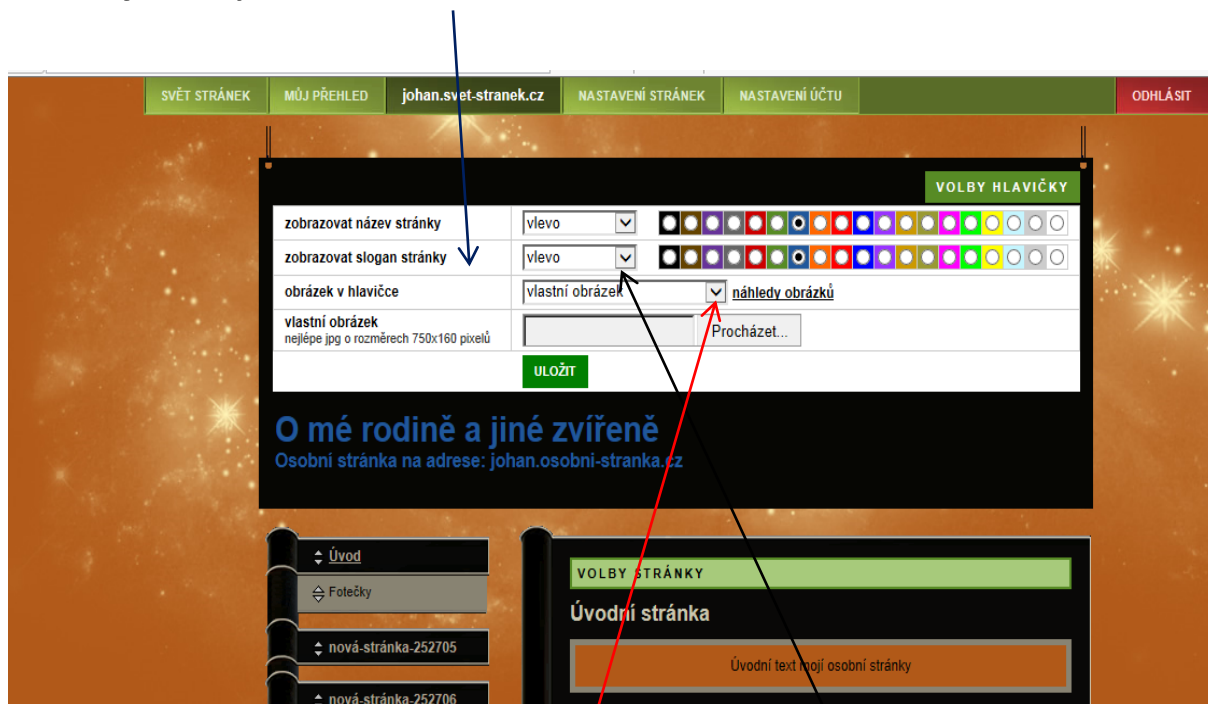 SVĚT STRÁNEK MŮJ PŘEHLED johan.svet-stranek.cz NASTAVENÍ STRÁNEK NASTAVENÍ ÚČTU ODHLÁSIT
VOLBY HLAVIČKY
zobrazovat název stránky vlevo
zobrazovat slogan stránky vlevo
obrázek v hlavičce vlastní obrázek náhledy obrázků
vlastní obrázek
nejlépe jpg o rozměrech 750x160 pixelů Procházet...
ULOŽIT
O mé rodině a jiné zvířeně
Osobní stránka na adrese: johan.osobni-stranka.cz
Úvod
VOLBY STRÁNKY
Fotečky
Úvodní stránka
nová-stránka-252705
Úvodní text mojí osobní stránky
nová-stránka-252706